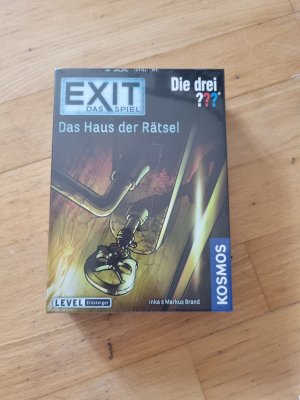 EXIT
DAS SPIEL
Die drei
???
Das Haus der Rätsel
LEVEL Einsteiger
Inka & Markus Brand
KOSMOS